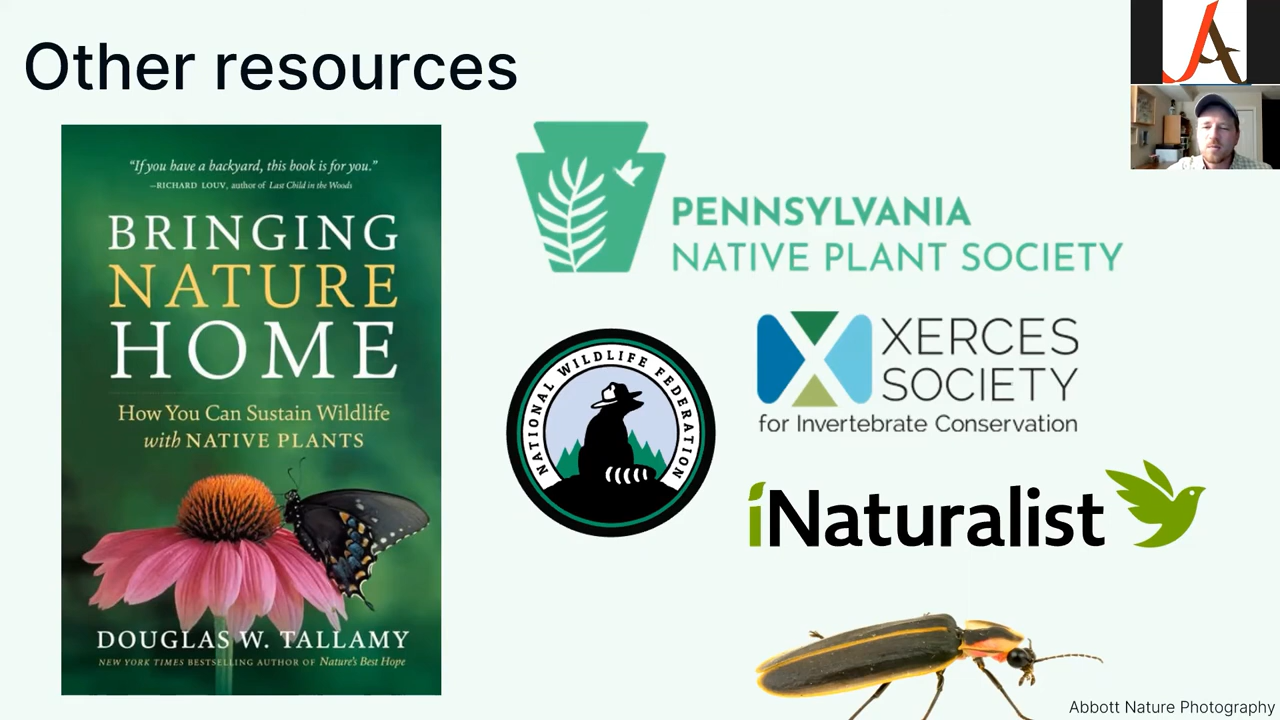 Other resources
“If you have a backyard, this book is for you.”
—RICHARD LOUV, author of Last Child in the Woods
BRINGING
NATURE
HOME
How You Can Sustain Wildlife
with NATIVE PLANTS
DOUGLAS W. TALLAMY
NEW YORK TIMES BESTSELLING AUTHOR OF Nature's Best Hope
PENNSYLVANIA
NATIVE PLANT SOCIETY
NATIONAL WILDLIFE FEDERATION
XERCES
SOCIETY
for Invertebrate Conservation
iNaturalist
Abbott Nature Photography
A